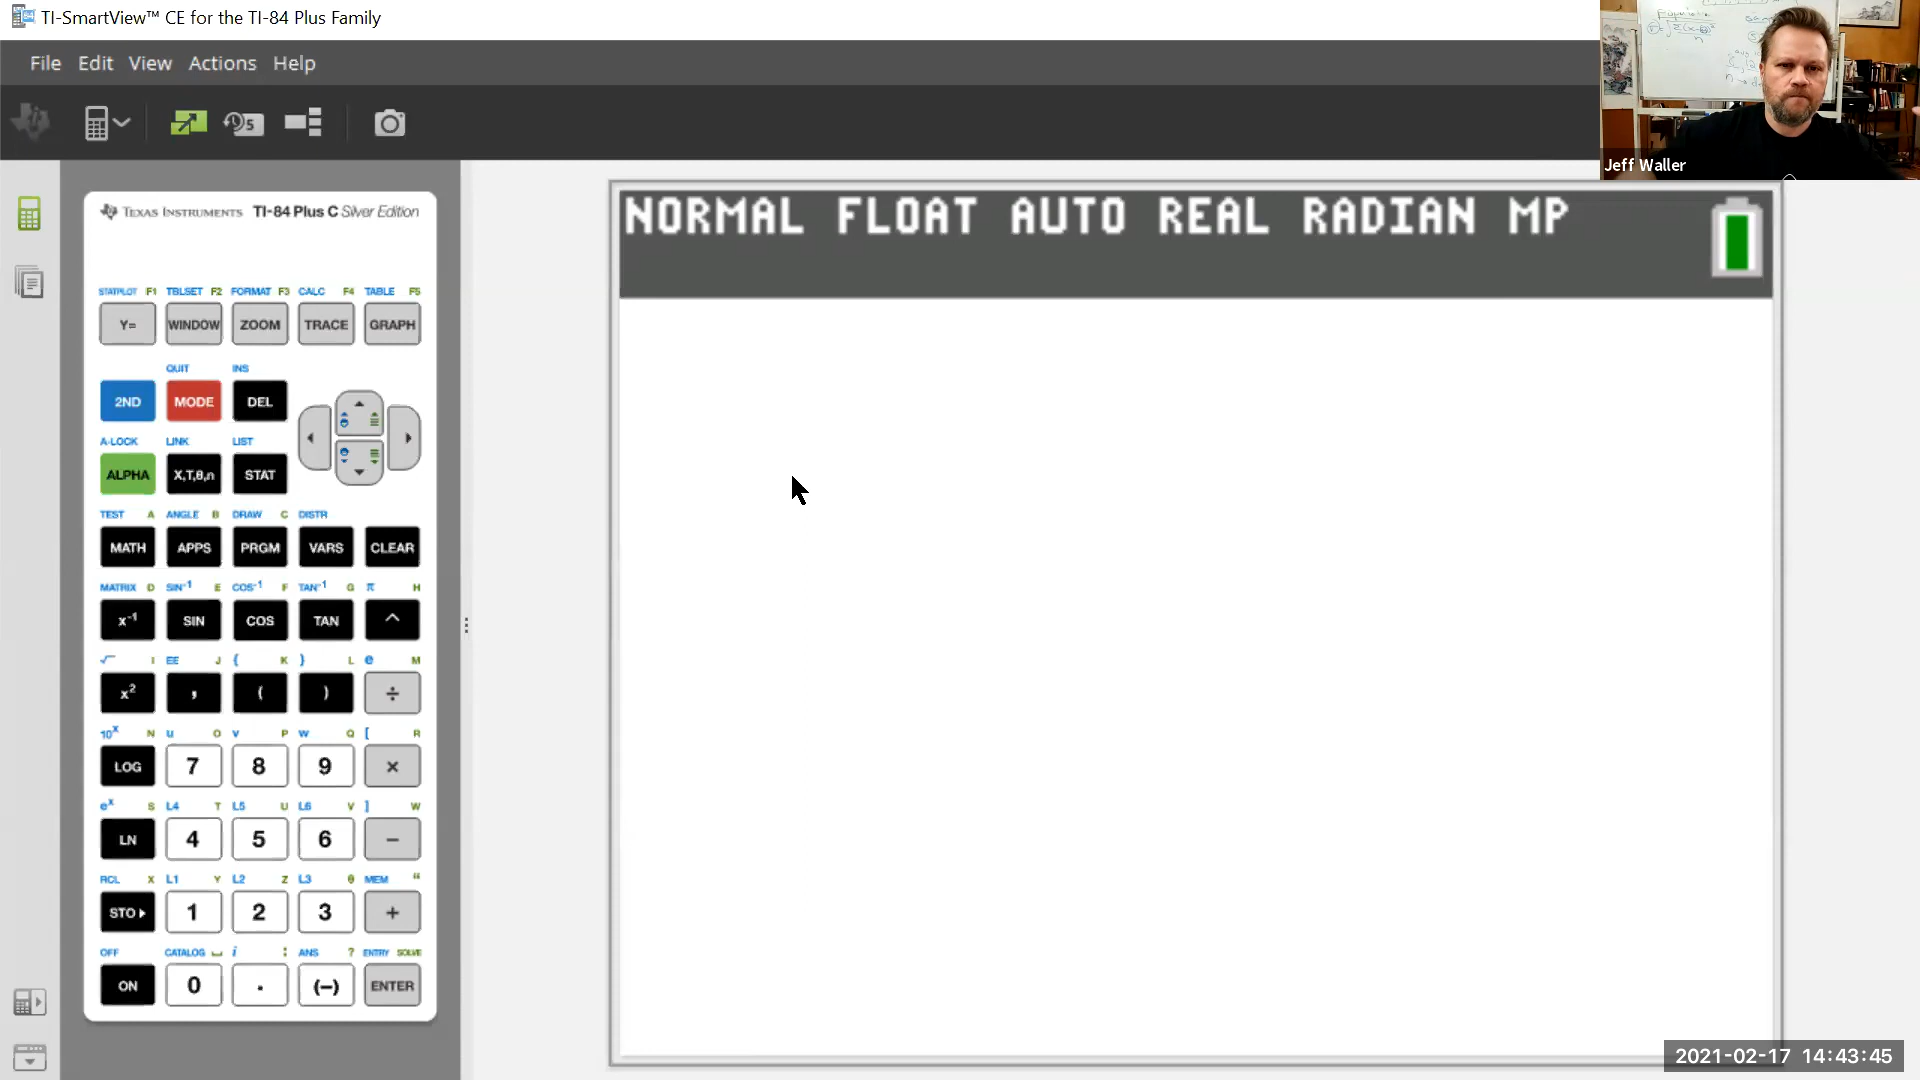 TI-SmartView™ CE for the TI-84 Plus Family
File Edit View Actions Help
5
Jeff Waller
TEXAS INSTRUMENTS TI-84 Plus C Silver Edition
NORMAL FLOAT AUTO REAL RADIAN MP
STATPLOT F1 TBLSET F2 FORMAT F3 CALC F4 TABLE F5
Y= WINDOW ZOOM TRACE GRAPH
QUIT INS
2ND MODE DEL
A-LOCK LINK LIST
ALPHA X,T,θ,n STAT
TEST A ANGLE B DRAW C DISTR
MATH APPS PRGM VARS CLEAR
MATRIX D SIN⁻¹ E COS⁻¹ F TAN⁻¹ G π H
x⁻¹ SIN COS TAN ^
√ I EE J { K } L e M
x² , ( ) ÷
10ˣ N u O v P w Q [ R
LOG 7 8 9 ×
eˣ S L4 T L5 U L6 V ] W
LN 4 5 6 −
RCL X L1 Y L2 Z L3 θ MEM "
STO▸ 1 2 3 +
OFF CATALOG ⎵ i : ANS ? ENTRY SOLVE
ON 0 . (−) ENTER
2021-02-17 14:43:45